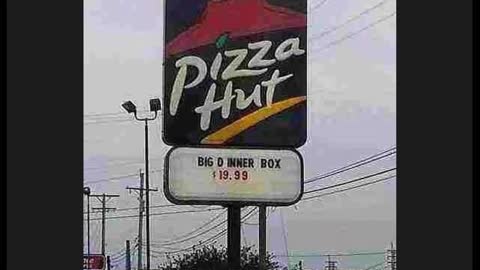 Pizza
Hut
BIG D INNER BOX
$19.99